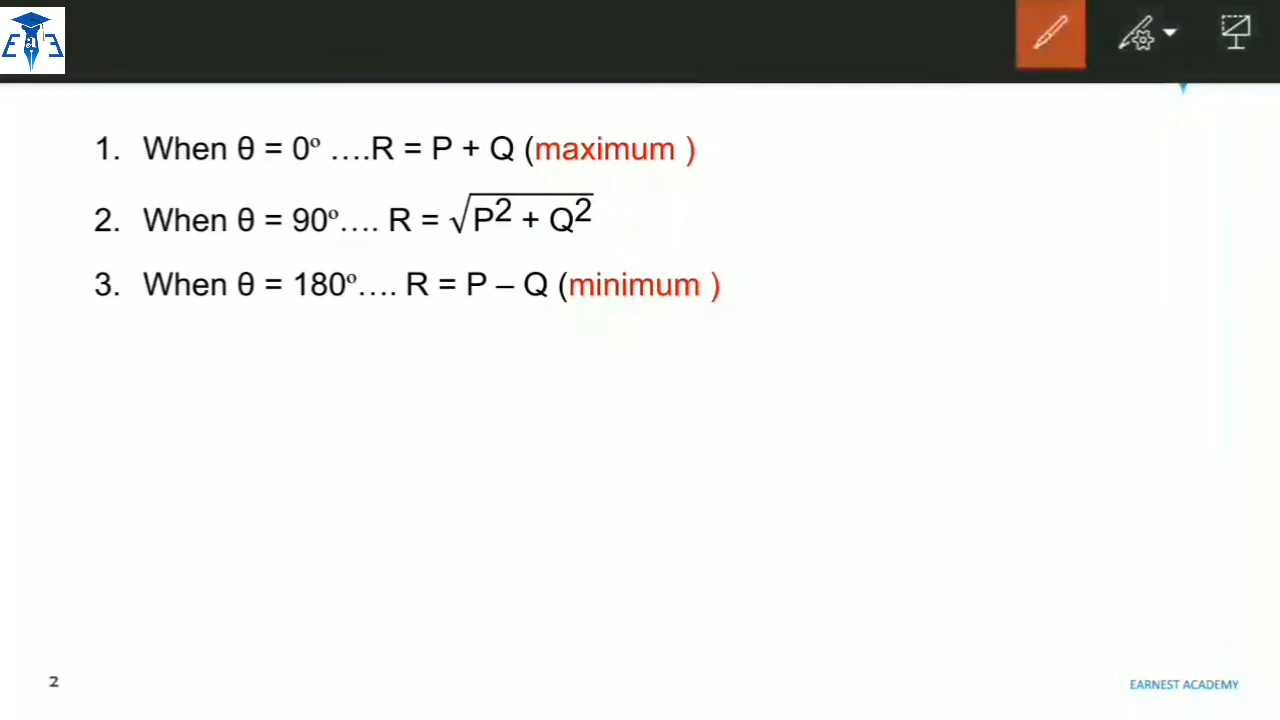 1. When θ = 0º ....R = P + Q (maximum )
2. When θ = 90º.... R = √P2 + Q2
3. When θ = 180º.... R = P – Q (minimum )
2
EARNEST ACADEMY